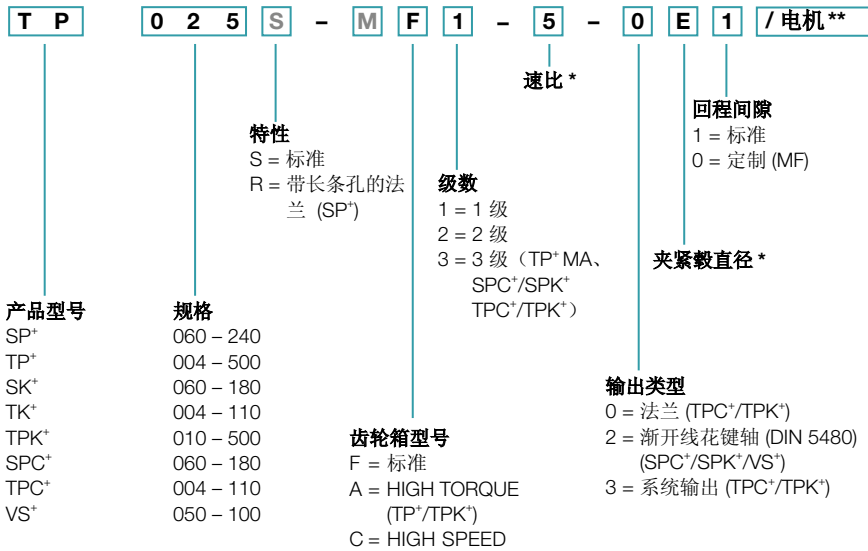 T P 0 2 5 S – M F 1 – 5 – 0 E 1 / 电机**
速比 *
回程间隙
1 = 标准
0 = 定制 (MF)
特性
S = 标准
R = 带长条孔的法
兰 (SP⁺)
级数
1 = 1 级
2 = 2 级
3 = 3 级（TP⁺ MA、
SPC⁺/SPK⁺
TPC⁺/TPK⁺）
夹紧毂直径 *
产品型号
SP⁺
TP⁺
SK⁺
TK⁺
TPK⁺
SPC⁺
TPC⁺
VS⁺
规格
060 – 240
004 – 500
060 – 180
004 – 110
010 – 500
060 – 180
004 – 110
050 – 100
齿轮箱型号
F = 标准
A = HIGH TORQUE
(TP⁺/TPK⁺)
C = HIGH SPEED
输出类型
0 = 法兰 (TPC⁺/TPK⁺)
2 = 渐开线花键轴 (DIN 5480)
(SPC⁺/SPK⁺/VS⁺)
3 = 系统输出 (TPC⁺/TPK⁺)